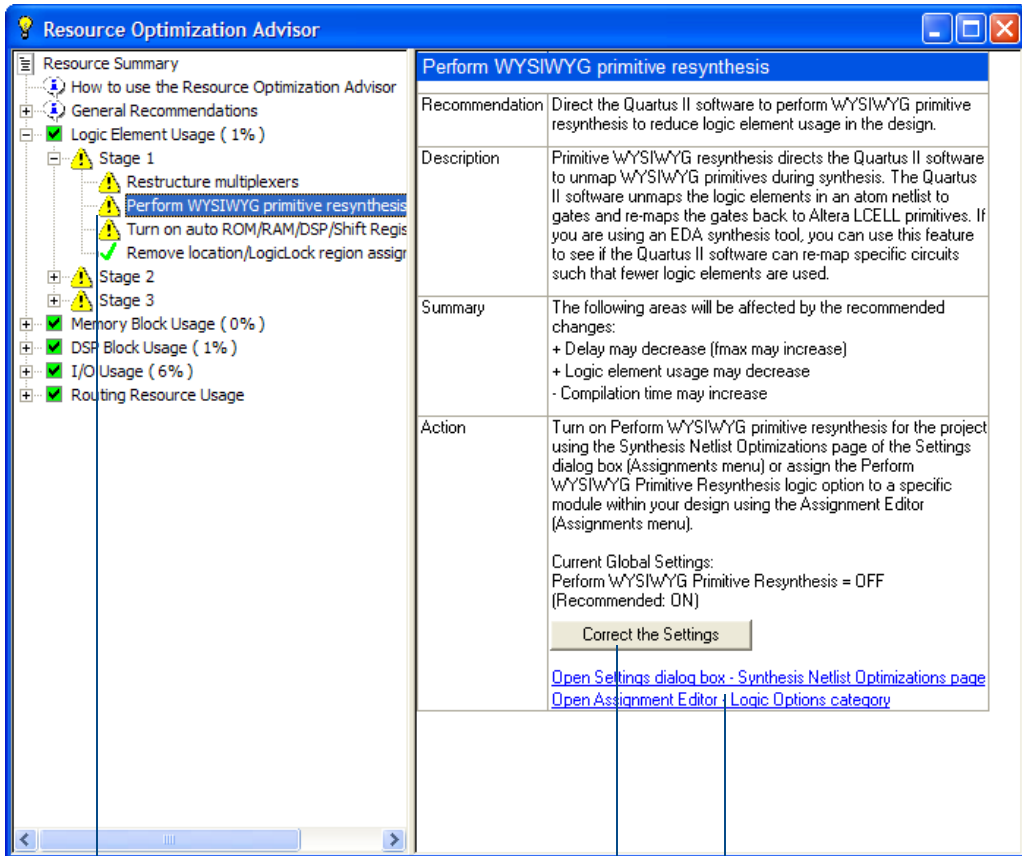 Resource Optimization Advisor
Resource Summary
How to use the Resource Optimization Advisor
General Recommendations
Logic Element Usage ( 1% )
Stage 1
Restructure multiplexers
Perform WYSIWYG primitive resynthesis
Turn on auto ROM/RAM/DSP/Shift Regis
Remove location/LogicLock region assigr
Stage 2
Stage 3
Memory Block Usage ( 0% )
DSP Block Usage ( 1% )
I/O Usage ( 6% )
Routing Resource Usage
Perform WYSIWYG primitive resynthesis
Recommendation
Direct the Quartus II software to perform WYSIWYG primitive
resynthesis to reduce logic element usage in the design.
Description
Primitive WYSIWYG resynthesis directs the Quartus II software
to unmap WYSIWYG primitives during synthesis. The Quartus
II software unmaps the logic elements in an atom netlist to
gates and re-maps the gates back to Altera LCELL primitives. If
you are using an EDA synthesis tool, you can use this feature
to see if the Quartus II software can re-map specific circuits
such that fewer logic elements are used.
Summary
The following areas will be affected by the recommended
changes:
+ Delay may decrease (fmax may increase)
+ Logic element usage may decrease
- Compilation time may increase
Action
Turn on Perform WYSIWYG primitive resynthesis for the project
using the Synthesis Netlist Optimizations page of the Settings
dialog box (Assignments menu) or assign the Perform
WYSIWYG Primitive Resynthesis logic option to a specific
module within your design using the Assignment Editor
(Assignments menu).
Current Global Settings:
Perform WYSIWYG Primitive Resynthesis = OFF
(Recommended: ON)
Correct the Settings
Open Settings dialog box - Synthesis Netlist Optimizations page
Open Assignment Editor - Logic Options category